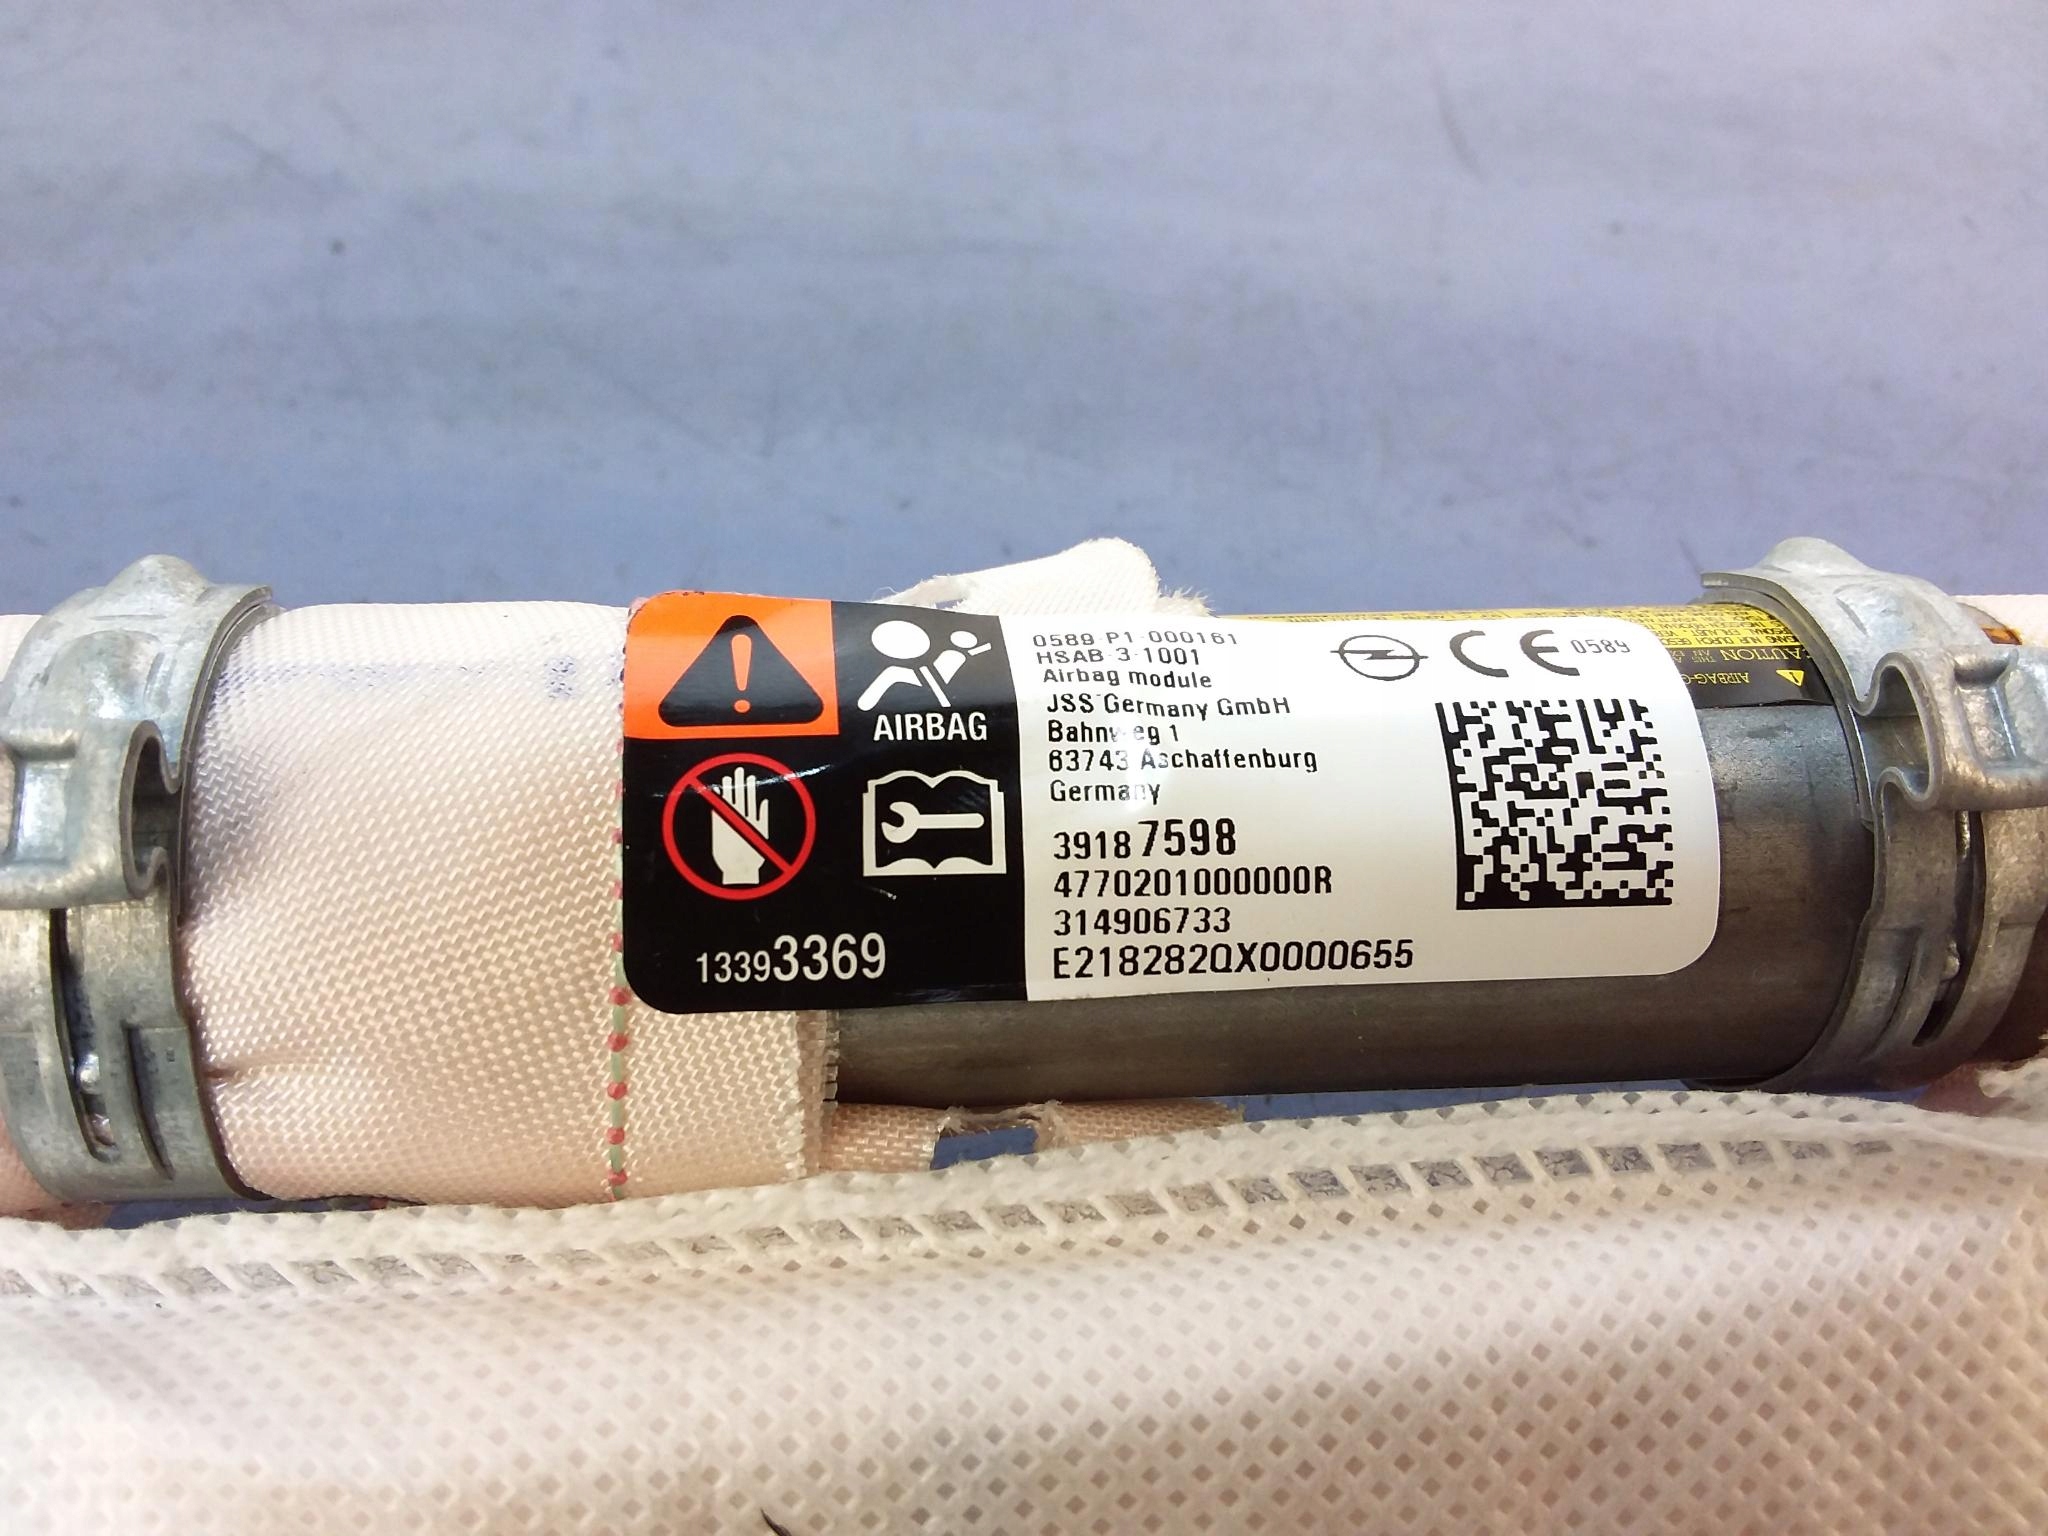 AIRBAG
13393369
0589-P1-000161
HSAB-3-1001
Airbag module
JSS Germany GmbH
Bahnweg 1
63743 Aschaffenburg
Germany
39187598
4770201000000R
314906733
E218282QX0000655
CE 0589
CAUTION